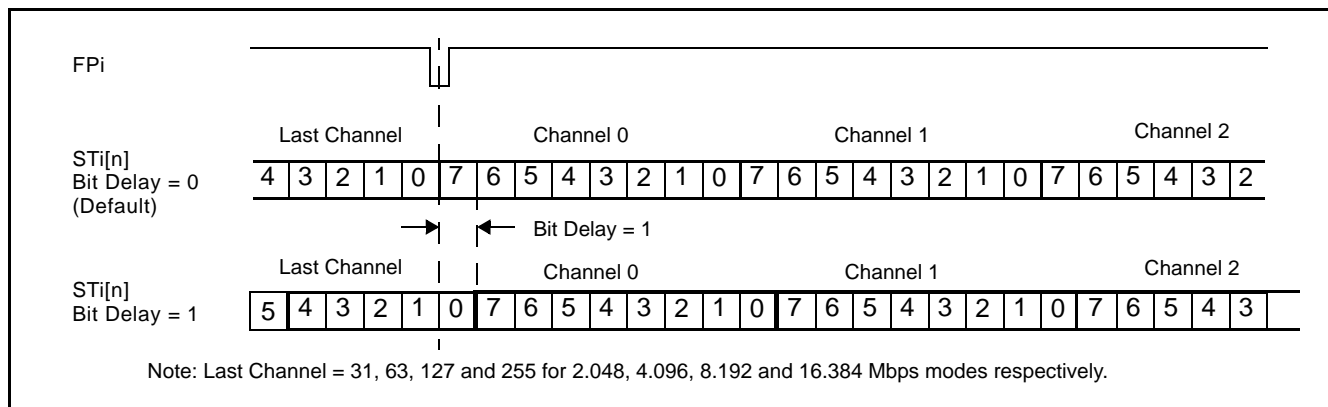 FPi
Last Channel Channel 0 Channel 1 Channel 2
STi[n]
Bit Delay = 0
(Default)
4 3 2 1 0 7 6 5 4 3 2 1 0 7 6 5 4 3 2 1 0 7 6 5 4 3 2
Bit Delay = 1
Last Channel Channel 0 Channel 1 Channel 2
STi[n]
Bit Delay = 1
5 4 3 2 1 0 7 6 5 4 3 2 1 0 7 6 5 4 3 2 1 0 7 6 5 4 3
Note: Last Channel = 31, 63, 127 and 255 for 2.048, 4.096, 8.192 and 16.384 Mbps modes respectively.